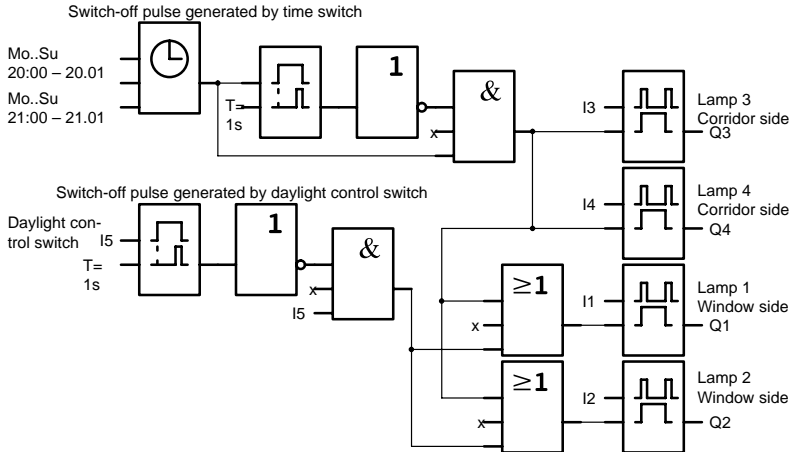 Switch-off pulse generated by time switch
Mo..Su
20:00 – 20.01
Mo..Su
21:00 – 21.01
T=
1s
1
&
x
I3
Lamp 3
Corridor side
Q3
Switch-off pulse generated by daylight control switch
Daylight con-
trol switch
I5
T=
1s
1
&
x
I5
I4
Lamp 4
Corridor side
Q4
≥1
x
I1
Lamp 1
Window side
Q1
≥1
x
I2
Lamp 2
Window side
Q2